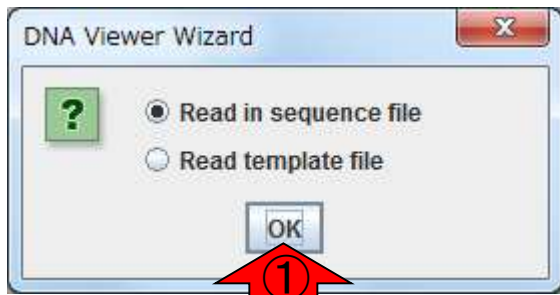 DNA Viewer Wizard
x
?
Read in sequence file
Read template file
OK
①